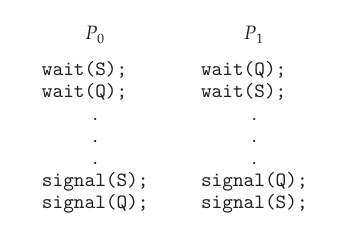 P0 P1
wait(S); wait(Q);
wait(Q); wait(S);
. .
. .
. .
signal(S); signal(Q);
signal(Q); signal(S);